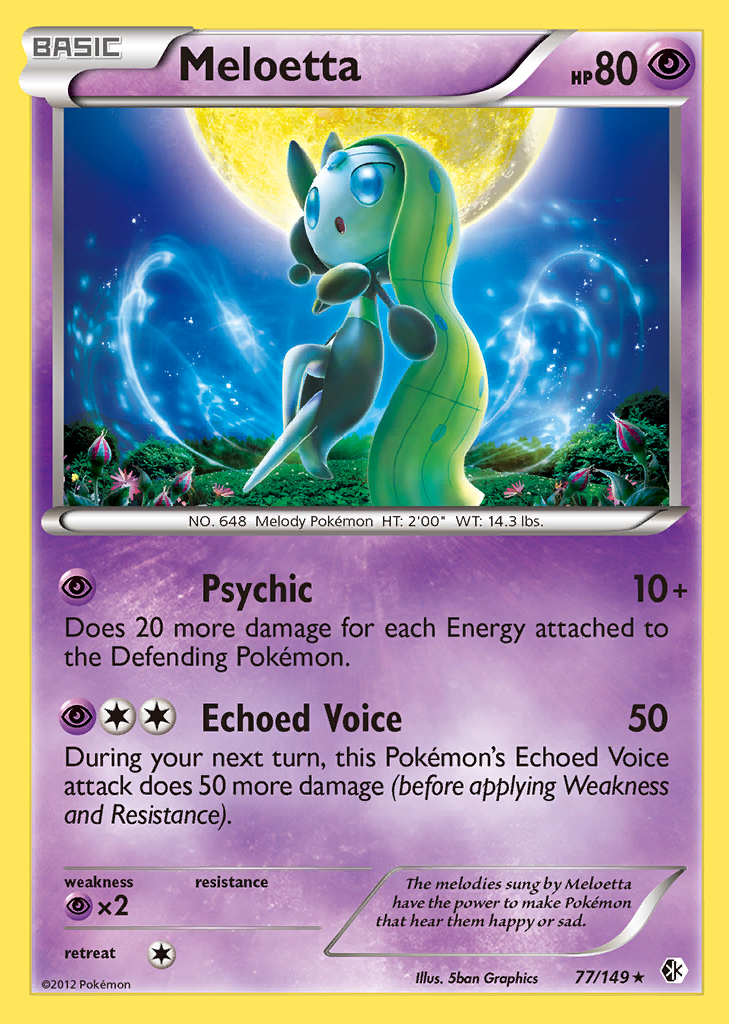 BASIC
Meloetta
HP80
NO. 648 Melody Pokémon HT: 2'00" WT: 14.3 lbs.
Psychic
10+
Does 20 more damage for each Energy attached to
the Defending Pokémon.
Echoed Voice
50
During your next turn, this Pokémon's Echoed Voice
attack does 50 more damage (before applying Weakness
and Resistance).
weakness
resistance
×2
The melodies sung by Meloetta
have the power to make Pokémon
that hear them happy or sad.
retreat
©2012 Pokémon
Illus. 5ban Graphics
77/149 ★